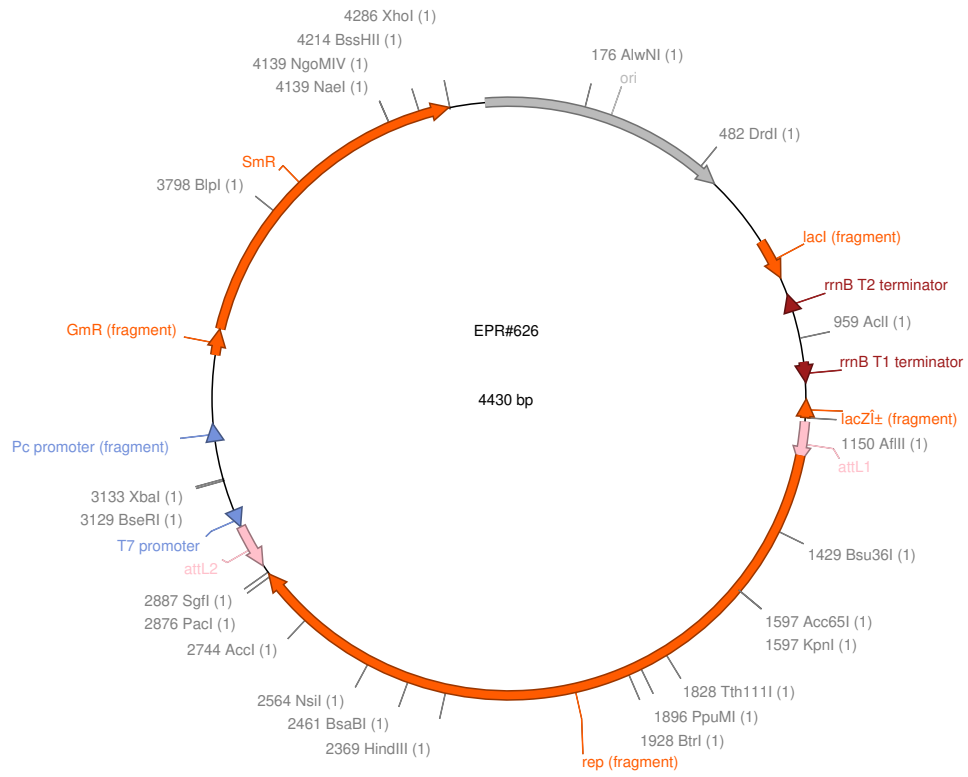 4286 XhoI (1)
4214 BssHII (1)
4139 NgoMIV (1)
4139 NaeI (1)
176 AlwNI (1)
ori
482 DrdI (1)
SmR
3798 BlpI (1)
lacI (fragment)
rrnB T2 terminator
959 AclI (1)
GmR (fragment)
EPR#626
rrnB T1 terminator
4430 bp
lacZÎ± (fragment)
1150 AflII (1)
attL1
Pc promoter (fragment)
3133 XbaI (1)
3129 BseRI (1)
T7 promoter
attL2
1429 Bsu36I (1)
2887 SgfI (1)
2876 PacI (1)
2744 AccI (1)
1597 Acc65I (1)
1597 KpnI (1)
2564 NsiI (1)
2461 BsaBI (1)
2369 HindIII (1)
1828 Tth111I (1)
1896 PpuMI (1)
1928 BtrI (1)
rep (fragment)